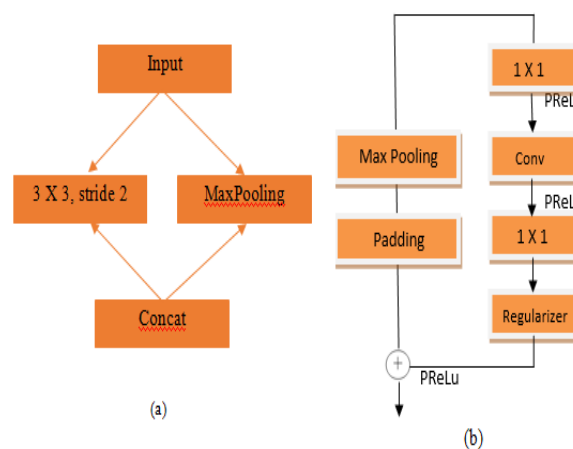 Input
3 X 3, stride 2
MaxPooling
Concat
(a)
1 X 1
PReL
Max Pooling
Conv
PReL
Padding
1 X 1
Regularizer
+
PReLu
(b)